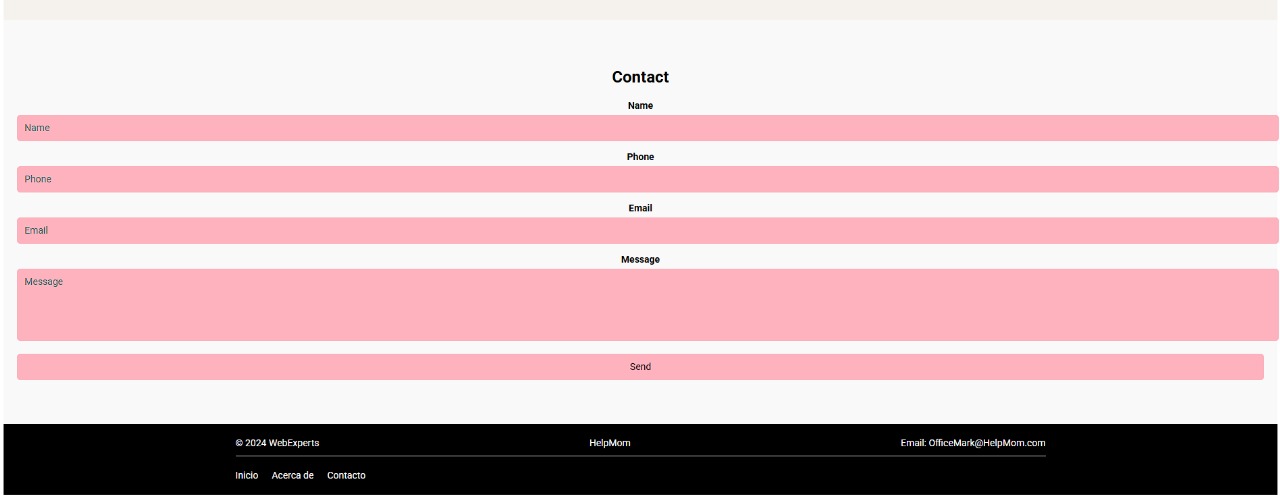 Contact
Name
Name
Phone
Phone
Email
Email
Message
Message
Send
© 2024 WebExperts HelpMom Email: OfficeMark@HelpMom.com
Inicio Acerca de Contacto